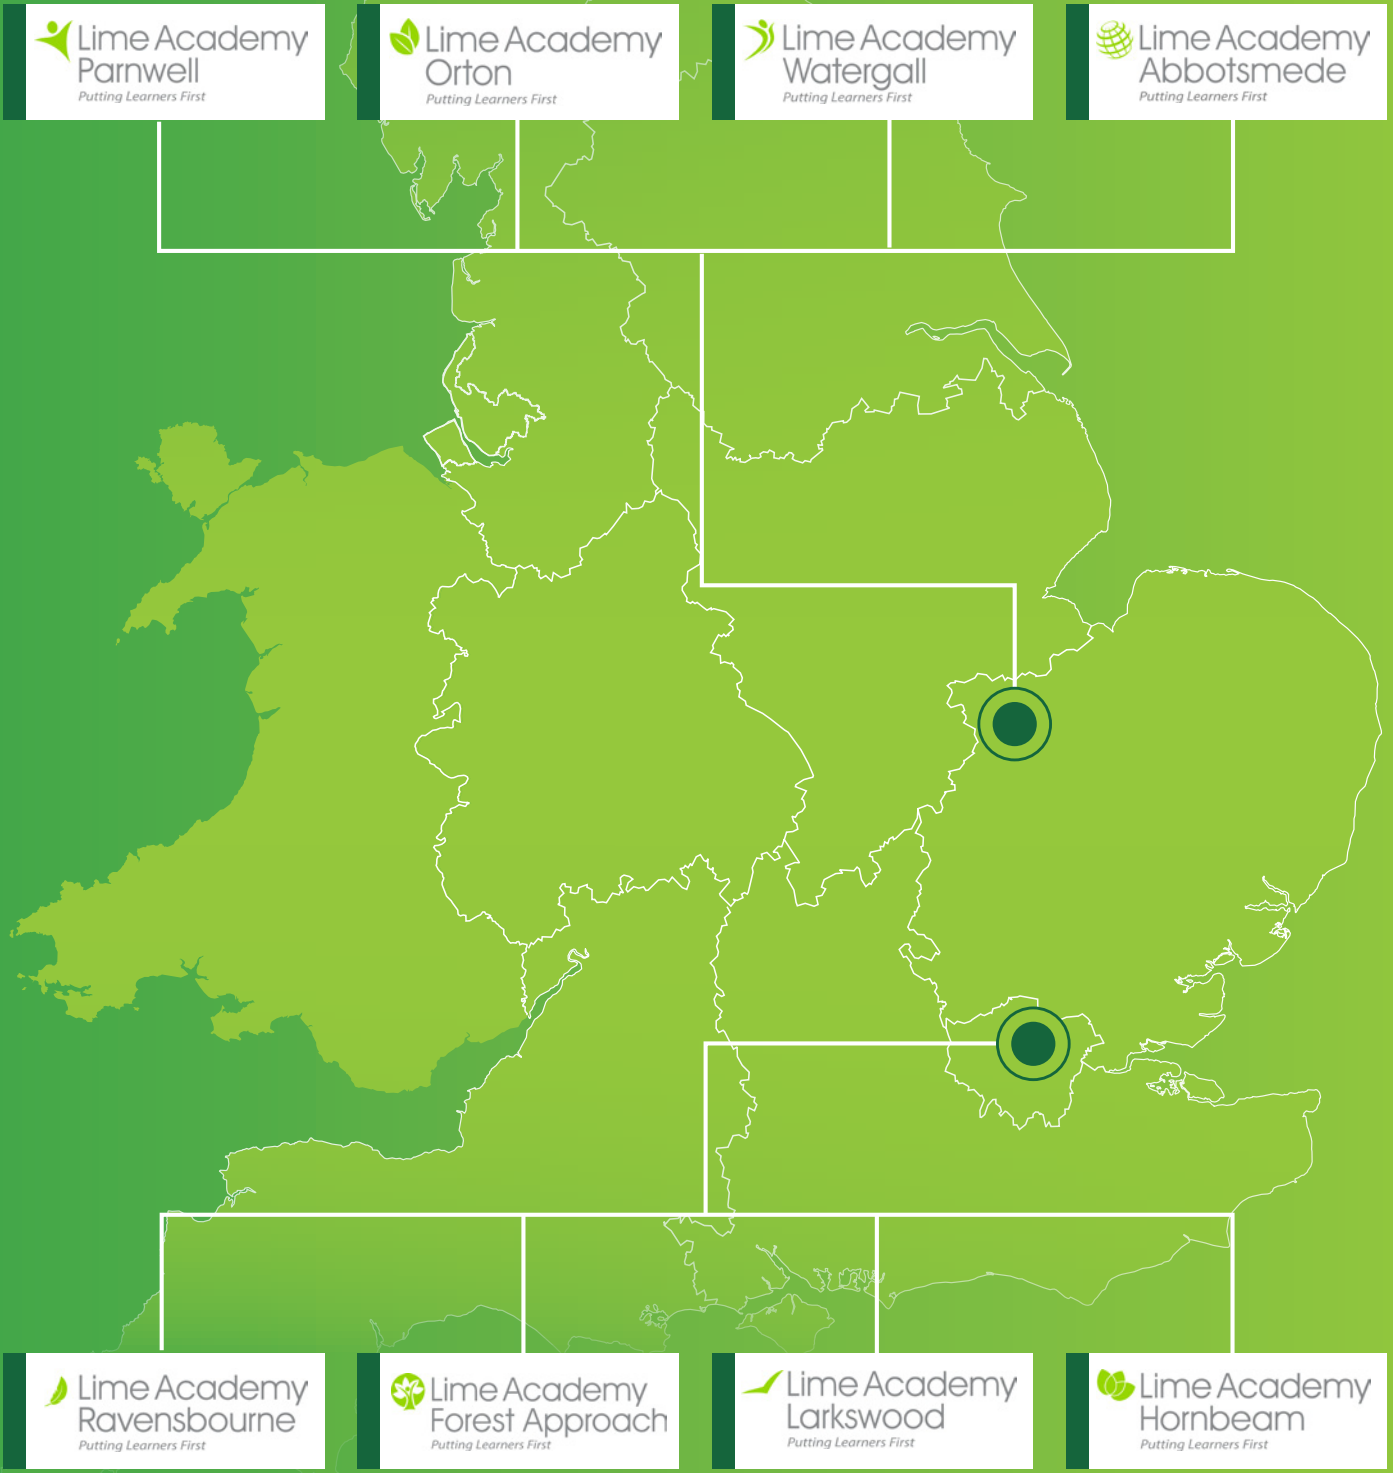 Lime Academy
Parnwell
Putting Learners First
Lime Academy
Orton
Putting Learners First
Lime Academy
Watergall
Putting Learners First
Lime Academy
Abbotsmede
Putting Learners First
Lime Academy
Ravensbourne
Putting Learners First
Lime Academy
Forest Approach
Putting Learners First
Lime Academy
Larkswood
Putting Learners First
Lime Academy
Hornbeam
Putting Learners First